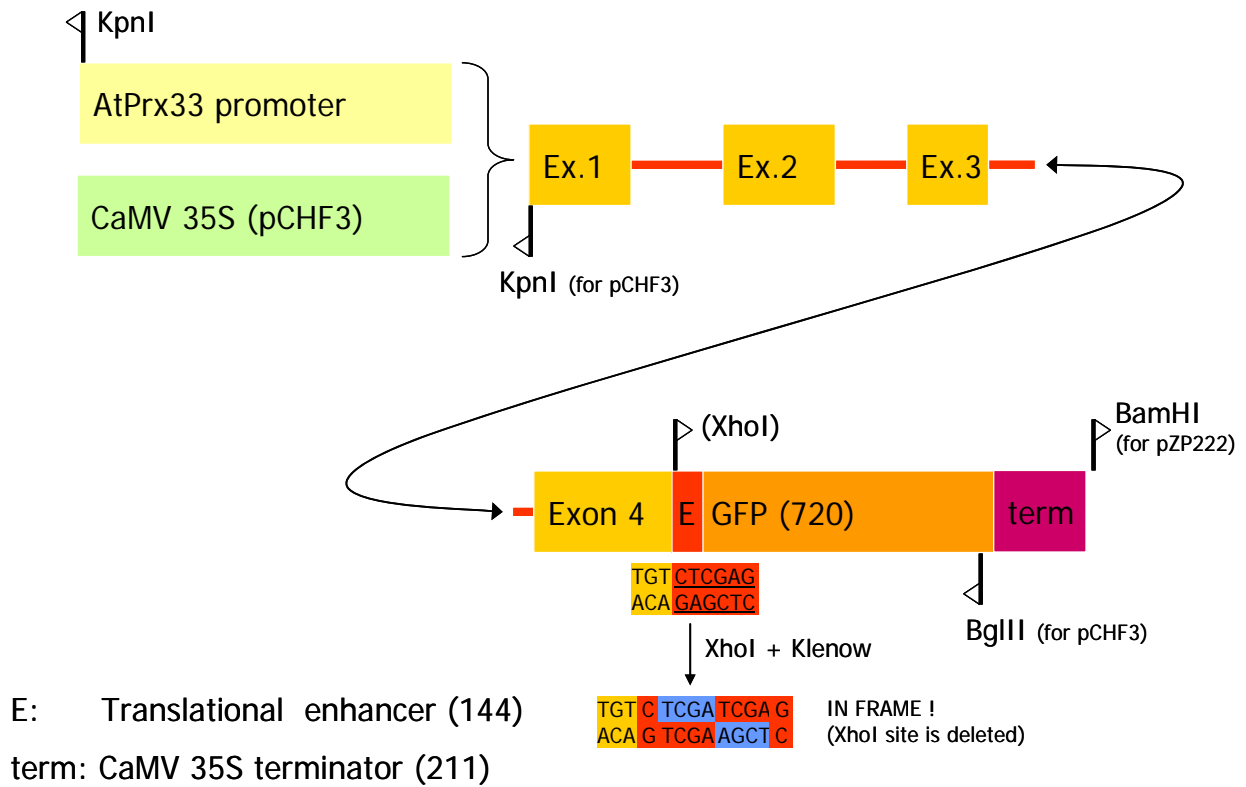 KpnI
AtPrx33 promoter
CaMV 35S (pCHF3)
Ex.1
Ex.2
Ex.3
KpnI (for pCHF3)
(XhoI)
BamHI
(for pZP222)
Exon 4
E
GFP (720)
term
TGT CTCGAG
ACA GAGCTC
BglII (for pCHF3)
XhoI + Klenow
TGT C TCGA TCGA G
ACA G TCGA AGCT C
IN FRAME !
(XhoI site is deleted)
E: Translational enhancer (144)
term: CaMV 35S terminator (211)